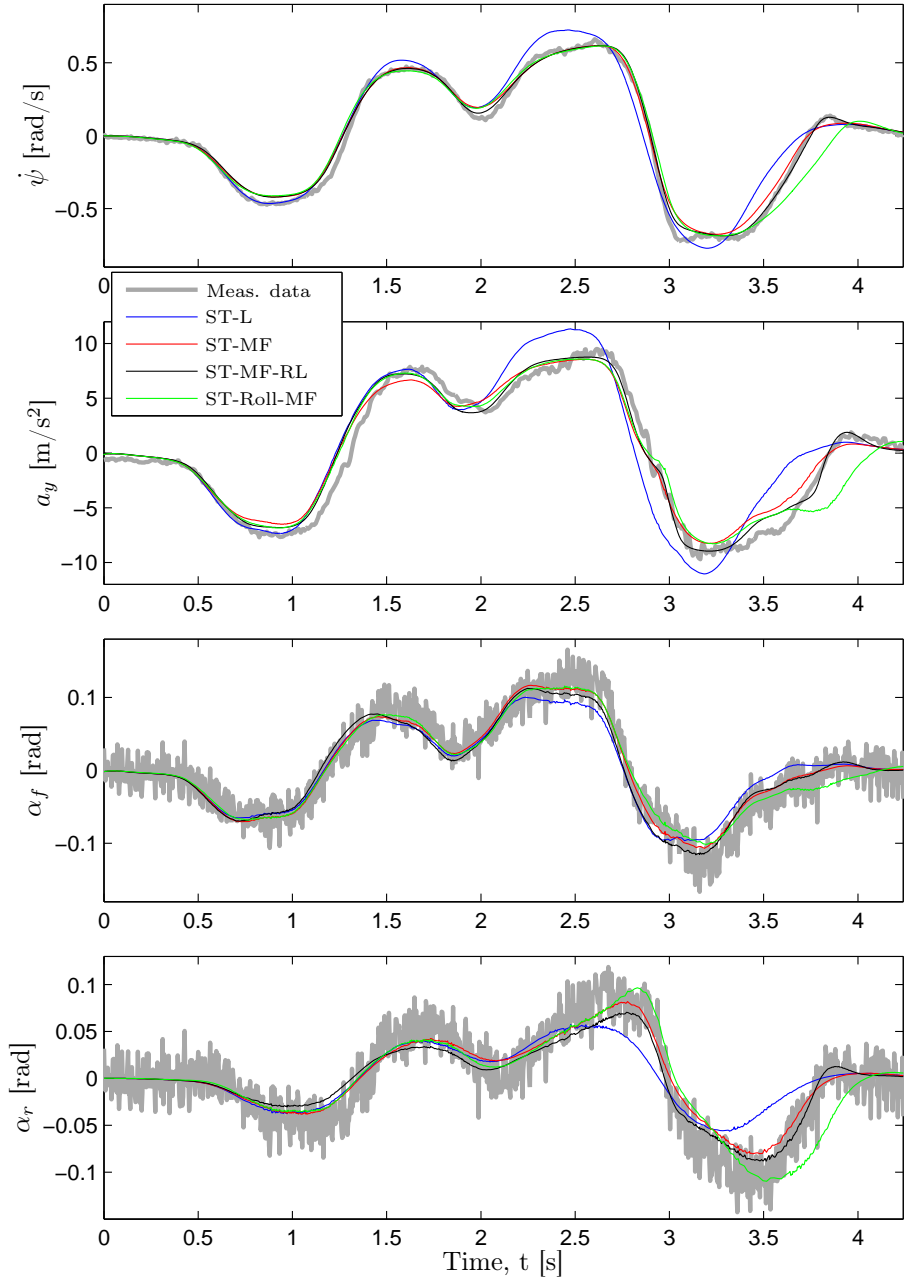 0.5
0
−0.5
ψ̇ [rad/s]
0 0.5 1 1.5 2 2.5 3 3.5 4
Meas. data
ST-L
ST-MF
ST-MF-RL
ST-Roll-MF
10
5
0
−5
−10
a_y [m/s²]
0 0.5 1 1.5 2 2.5 3 3.5 4
0.1
0
−0.1
α_f [rad]
0 0.5 1 1.5 2 2.5 3 3.5 4
0.1
0.05
0
−0.05
−0.1
α_r [rad]
0 0.5 1 1.5 2 2.5 3 3.5 4
Time, t [s]